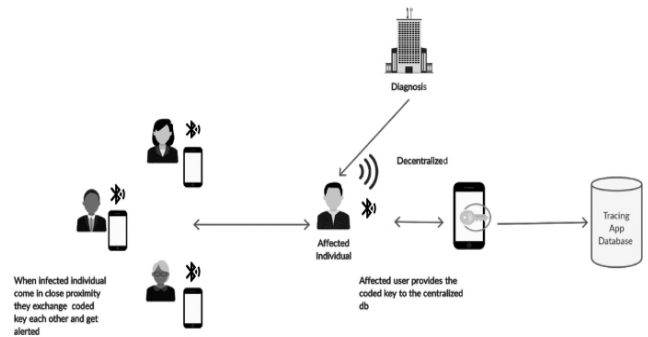 Diagnosis
Decentralized
Affected
Individual
Tracing
App
Database
When infected individual
come in close proximity
they exchange coded
key each other and get
alerted
Affected user provides the
coded key to the centralized
db